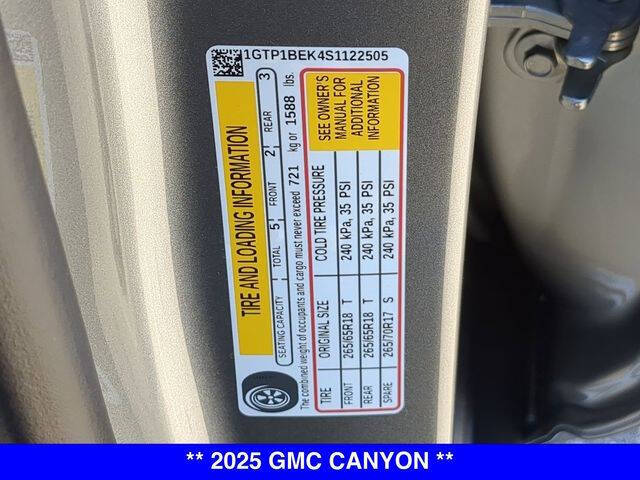 1GTP1BEK4S1122505
TIRE AND LOADING INFORMATION
SEATING CAPACITY TOTAL 5 FRONT 2 REAR 3
The combined weight of occupants and cargo must never exceed 721 kg or 1588 lbs.
TIRE ORIGINAL SIZE COLD TIRE PRESSURE
FRONT 265/65R18 T 240 kPa, 35 PSI
REAR 265/65R18 T 240 kPa, 35 PSI
SPARE 265/70R17 S 240 kPa, 35 PSI
SEE OWNER'S
MANUAL FOR
ADDITIONAL
INFORMATION
** 2025 GMC CANYON **